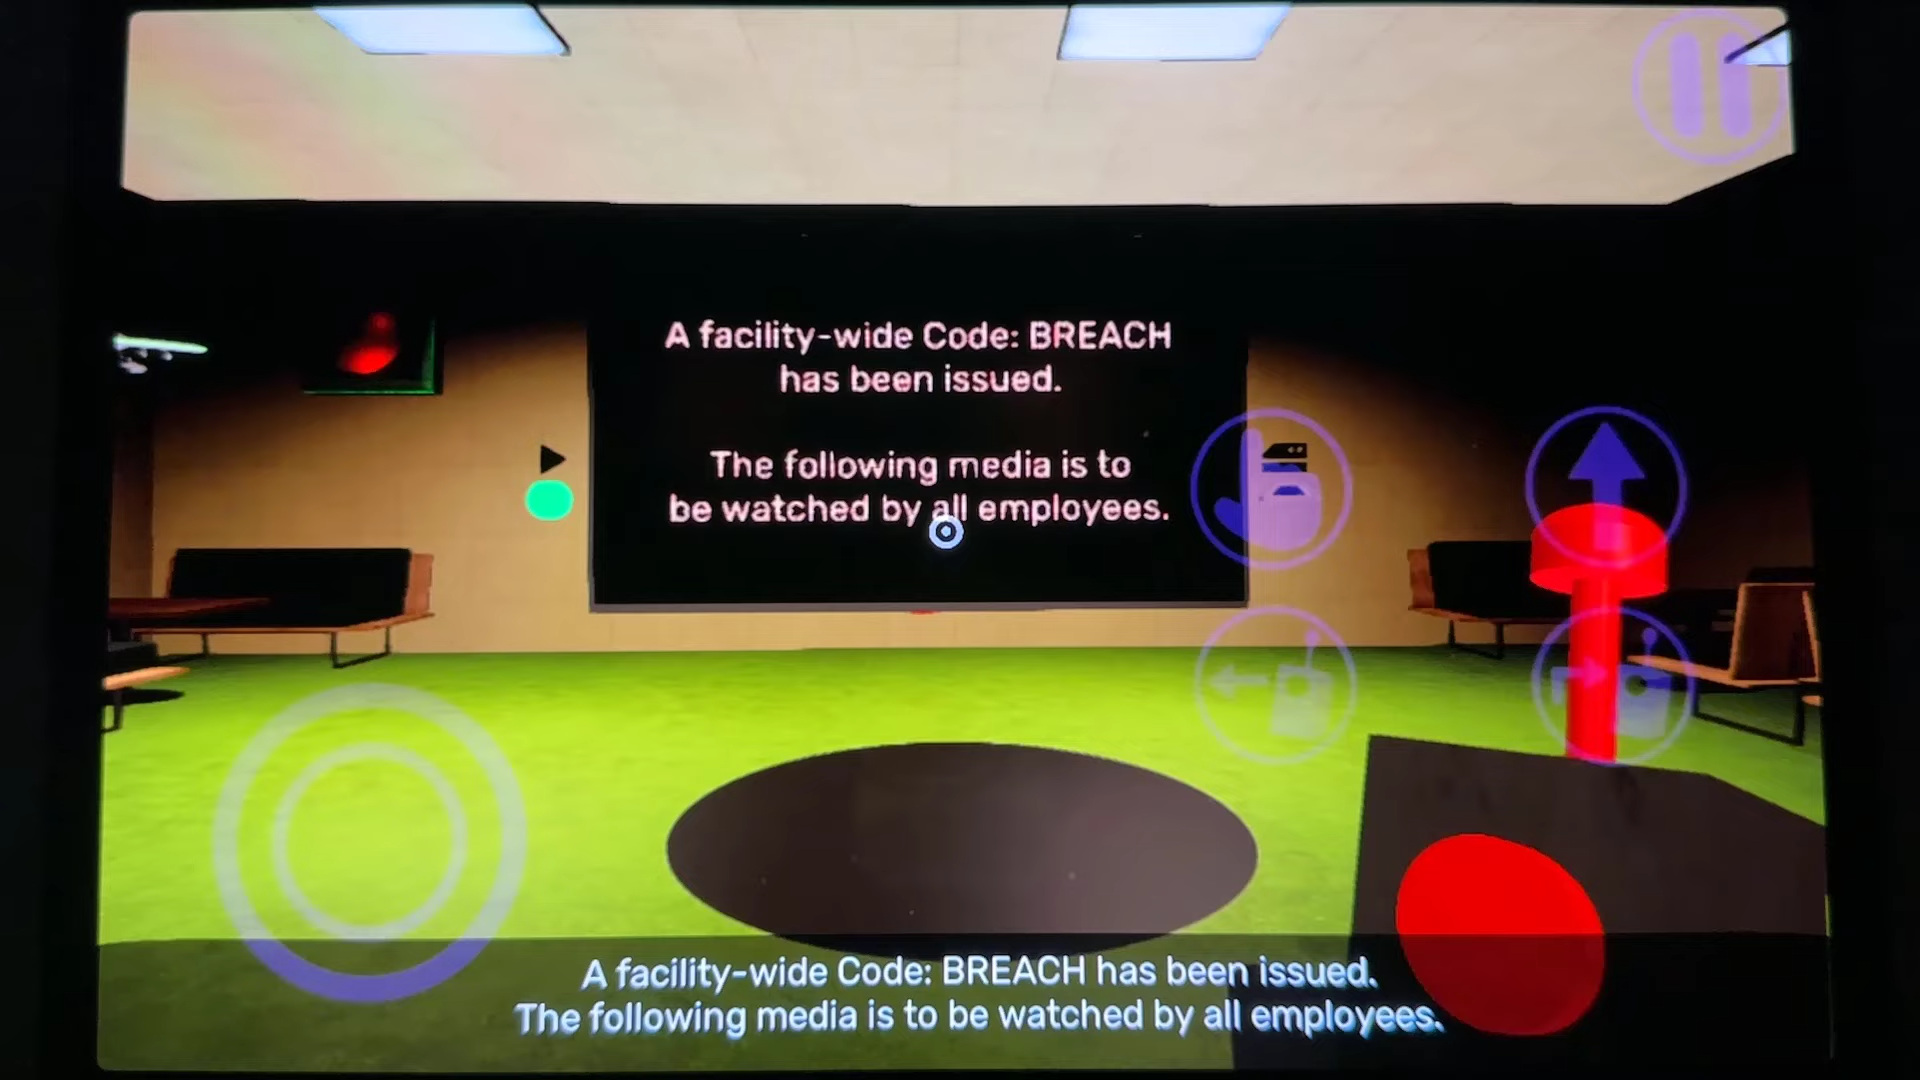 A facility-wide Code: BREACH
has been issued.
The following media is to
be watched by all employees.
A facility-wide Code: BREACH has been issued.
The following media is to be watched by all employees.